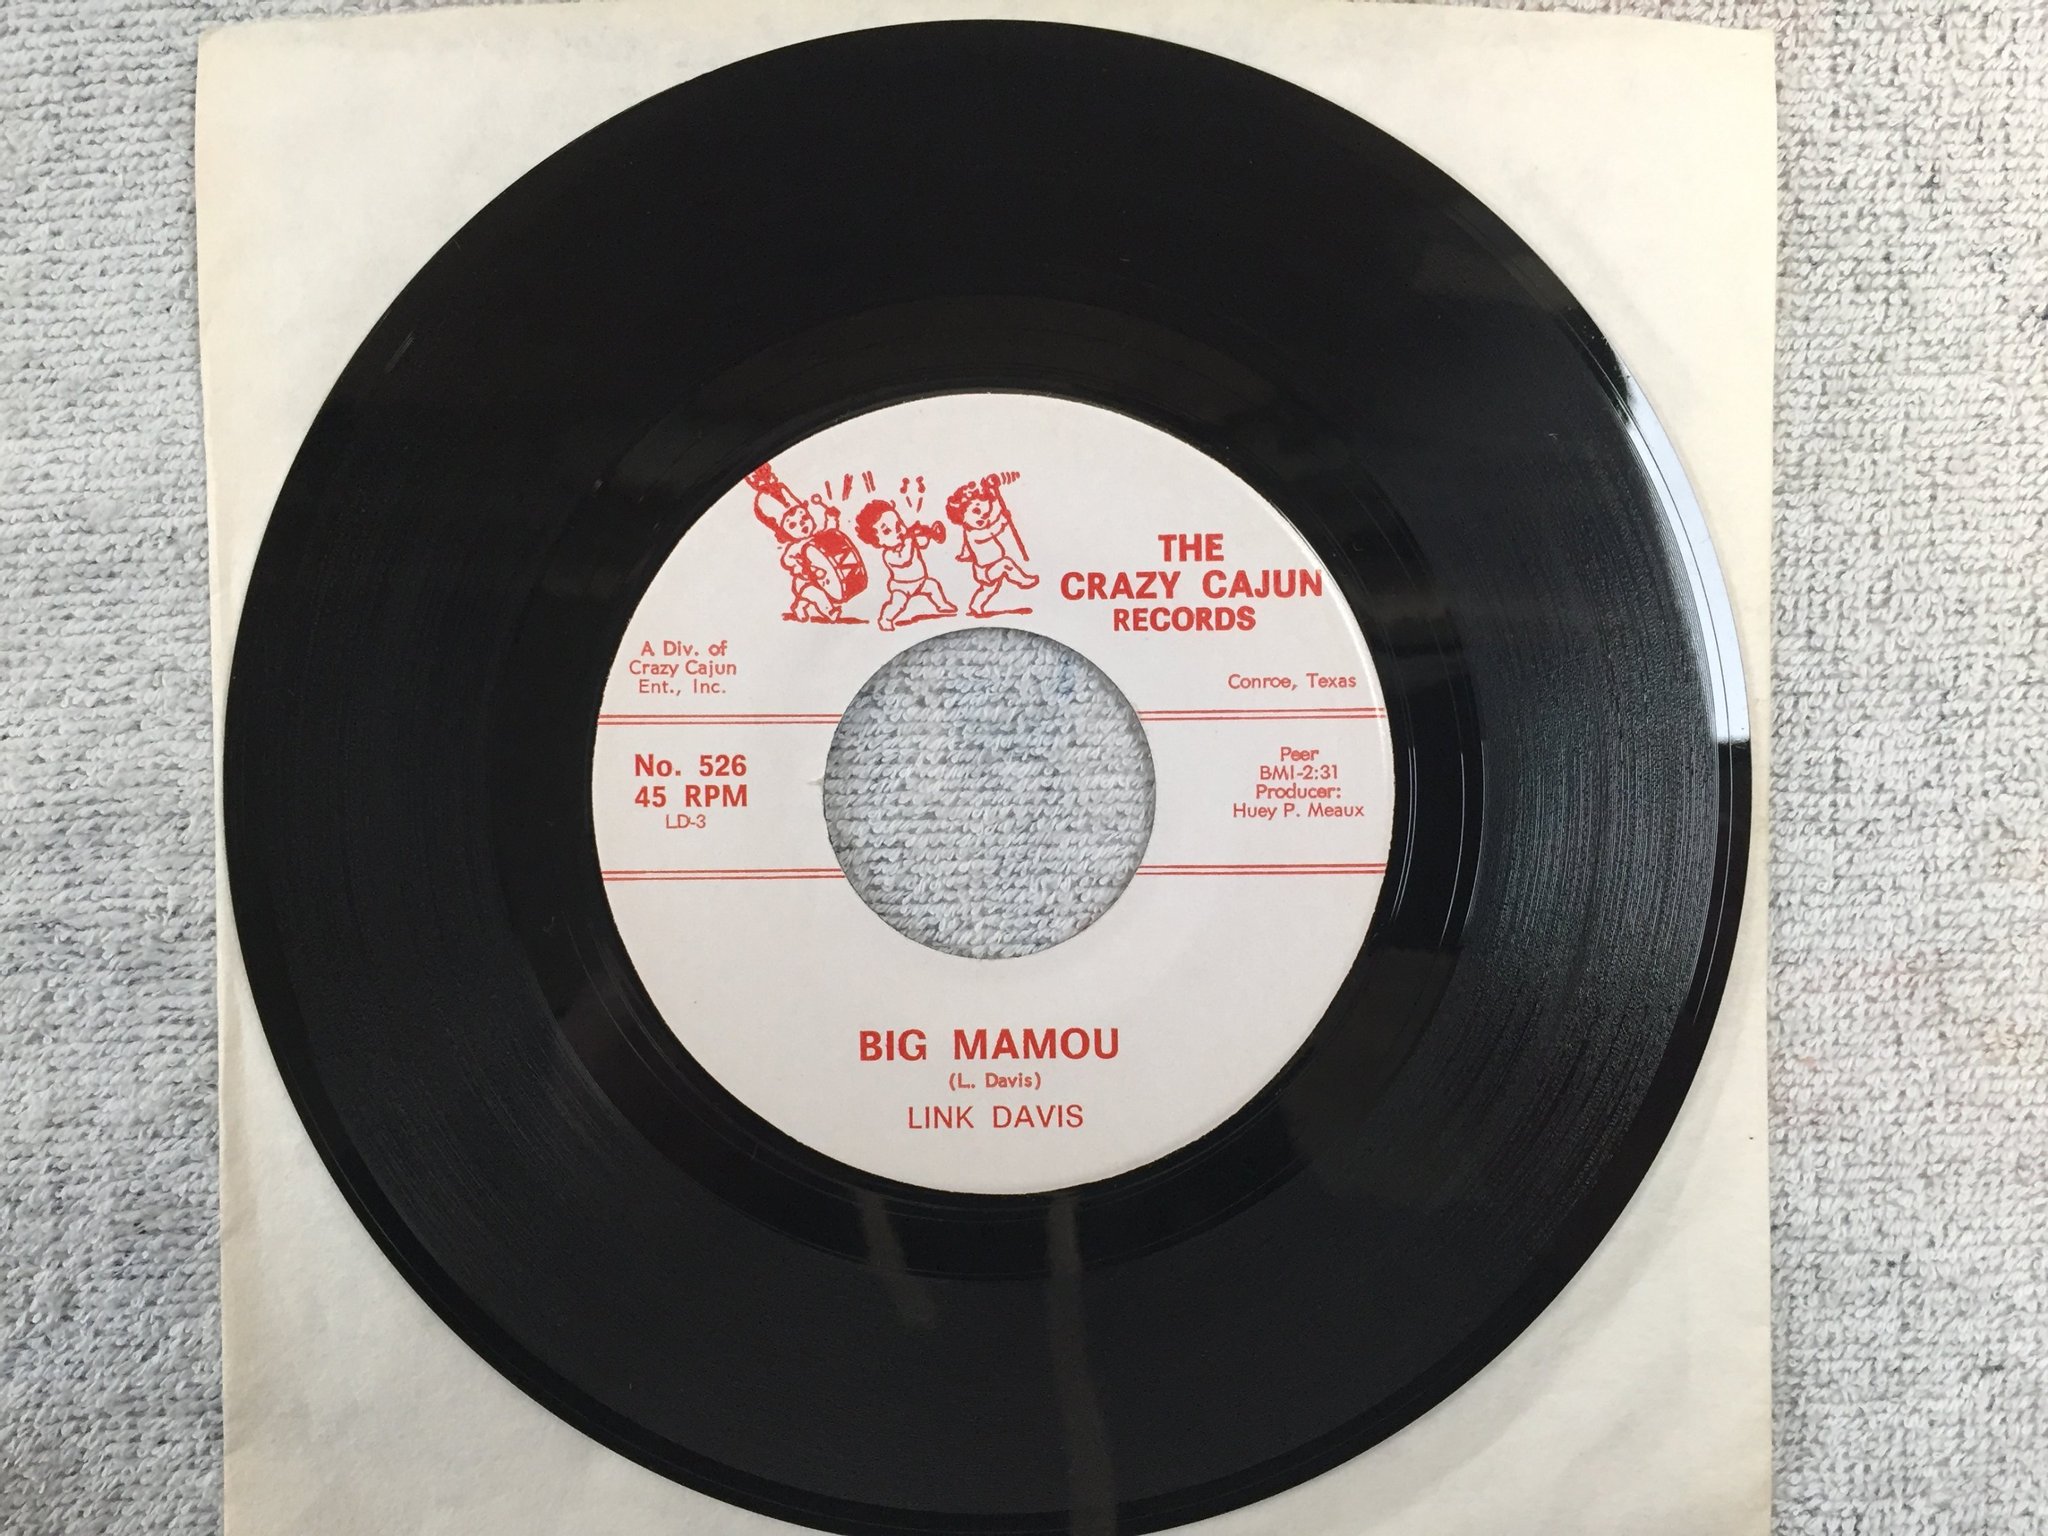 THE
CRAZY CAJUN
RECORDS
A Div. of
Crazy Cajun
Ent., Inc.
Conroe, Texas
No. 526
45 RPM
LD-3
Peer
BMI-2:31
Producer:
Huey P. Meaux
BIG MAMOU
(L. Davis)
LINK DAVIS